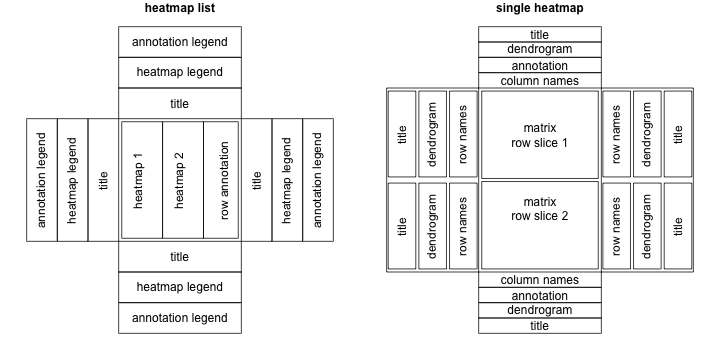 heatmap list
annotation legend
heatmap legend
title
annotation legend
heatmap legend
title
heatmap 1
heatmap 2
row annotation
title
heatmap legend
annotation legend
title
heatmap legend
annotation legend
single heatmap
title
dendrogram
annotation
column names
title
dendrogram
row names
matrix
row slice 1
row names
dendrogram
title
title
dendrogram
row names
matrix
row slice 2
row names
dendrogram
title
column names
annotation
dendrogram
title